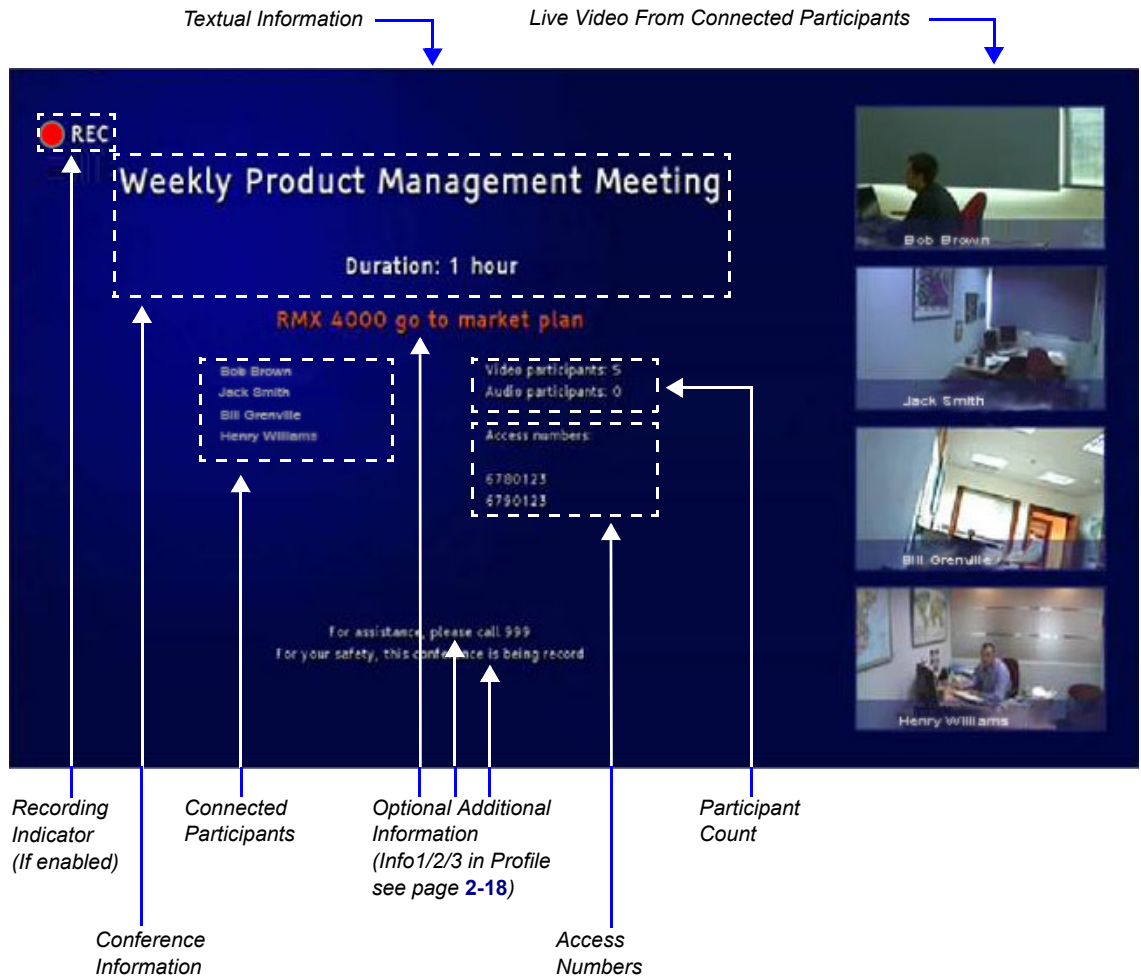 Textual Information
Live Video From Connected Participants
REC
Weekly Product Management Meeting
Duration: 1 hour
RMX 4000 go to market plan
Bob Brown
Jack Smith
Bill Grenville
Henry Williams
Video participants: 5
Audio participants: 0
Access numbers:
6780123
6790123
For assistance, please call 999
For your safety, this conference is being record
Bob Brown
Jack Smith
Bill Grenville
Henry Williams
Recording
Indicator
(If enabled)
Connected
Participants
Optional Additional
Information
(Info1/2/3 in Profile
see page 2-18)
Participant
Count
Conference
Information
Access
Numbers